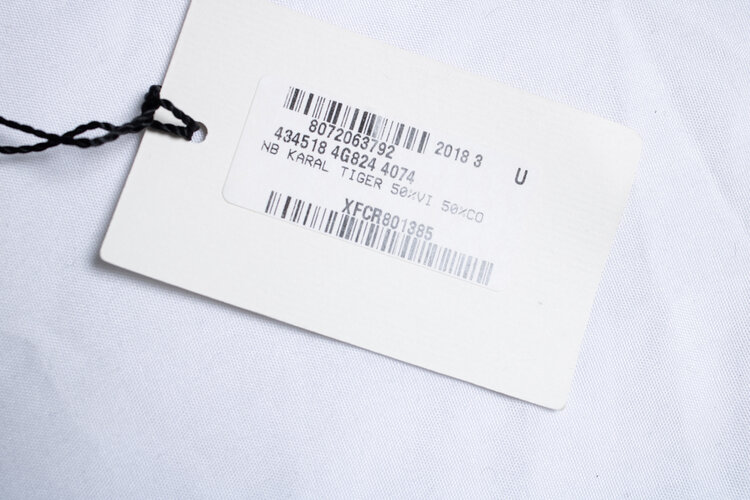 8072063792 2018 3 U
434518 4G824 4074
NB KARAL TIGER 50%VI 50%CO
XFCR801385